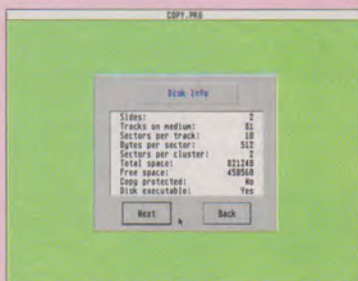 COPY.PRG
Disk info
Sides: 2
Tracks on medium: 81
Sectors per track: 10
Bytes per sector: 512
Sectors per cluster: 2
Total space: 821248
Free space: 458560
Copy protected: No
Disk executable: Yes
Next Back